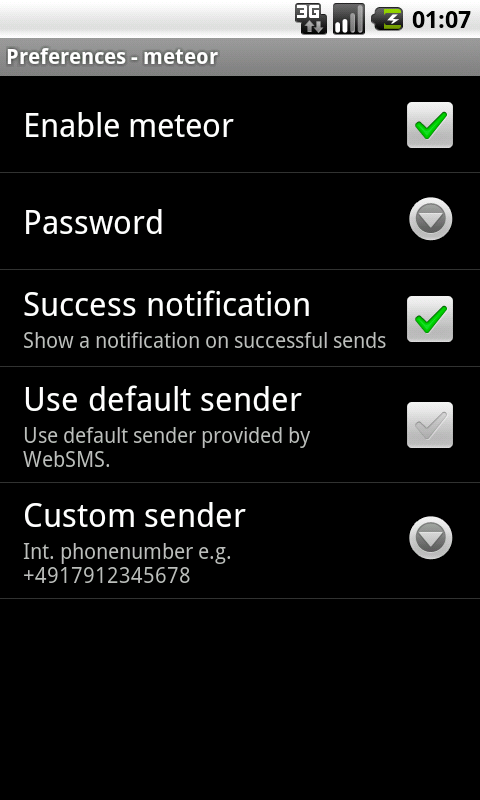 3G 01:07
Preferences - meteor
Enable meteor
Password
Success notification
Show a notification on successful sends
Use default sender
Use default sender provided by
WebSMS.
Custom sender
Int. phonenumber e.g.
+4917912345678